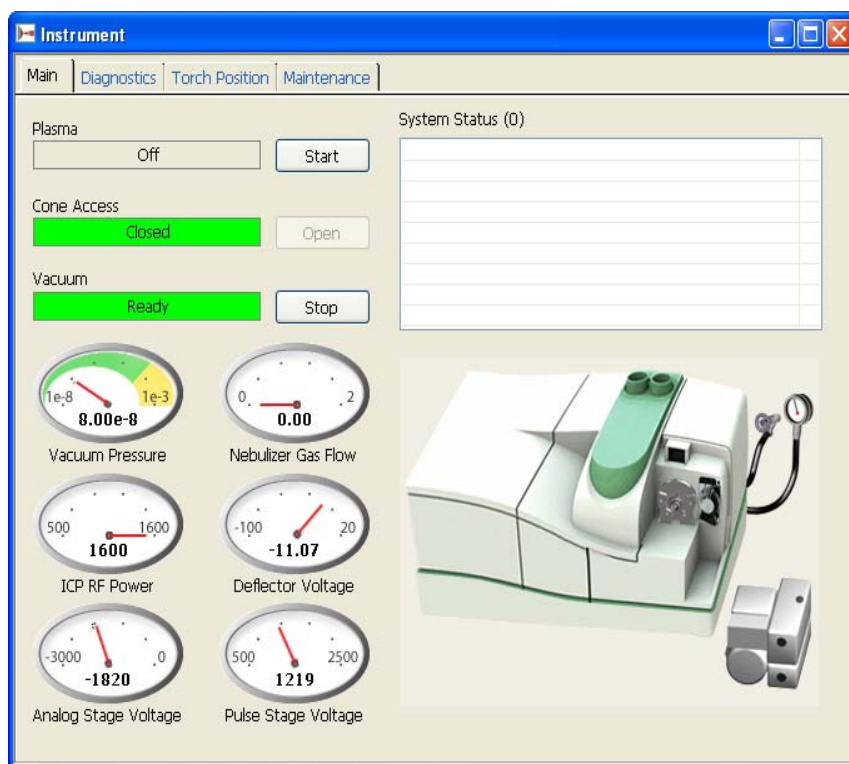 Instrument
Main Diagnostics Torch Position Maintenance
Plasma
Off Start
Cone Access
Closed Open
Vacuum
Ready Stop
System Status (0)
1e-8 1e-3
8.00e-8
Vacuum Pressure
0 2
0.00
Nebulizer Gas Flow
500 1600
1600
ICP RF Power
-100 20
-11.07
Deflector Voltage
-3000 0
-1820
Analog Stage Voltage
500 2500
1219
Pulse Stage Voltage